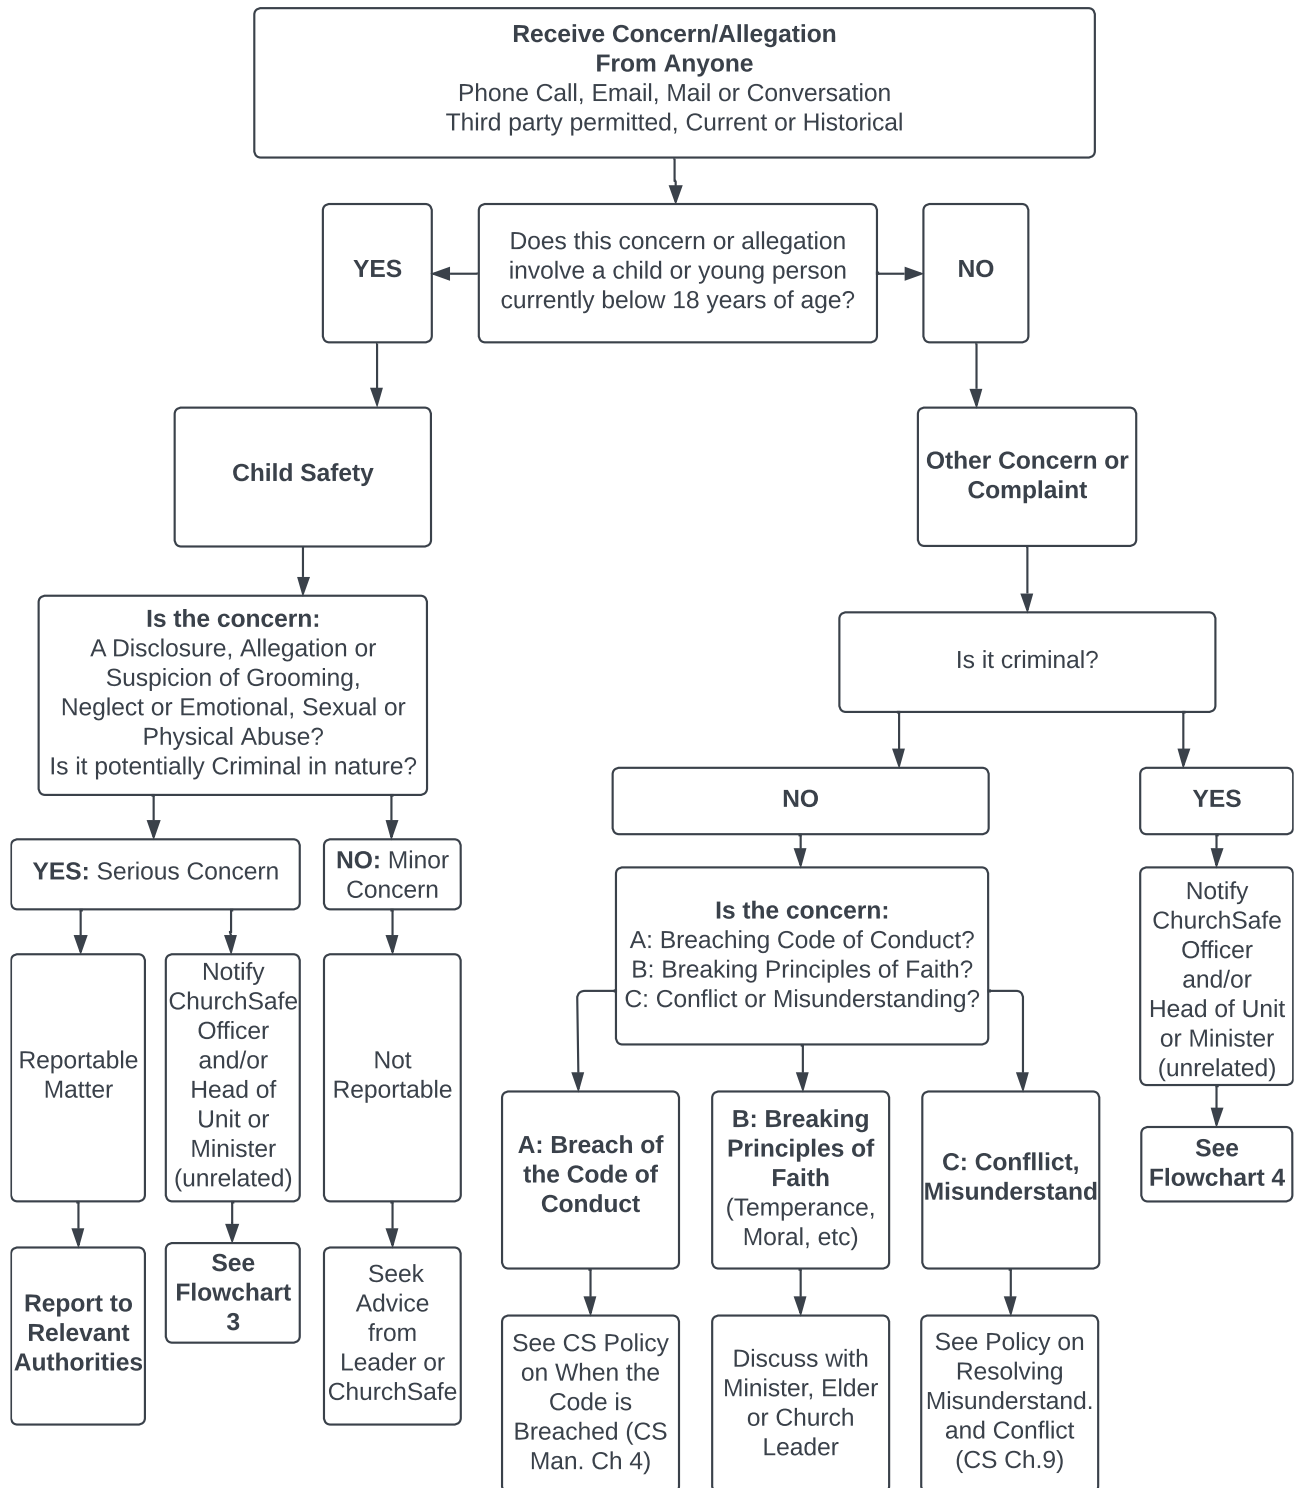 Receive Concern/Allegation
From Anyone
Phone Call, Email, Mail or Conversation
Third party permitted, Current or Historical
YES
Does this concern or allegation
involve a child or young person
currently below 18 years of age?
NO
Child Safety
Other Concern or
Complaint
Is the concern:
A Disclosure, Allegation or
Suspicion of Grooming,
Neglect or Emotional, Sexual or
Physical Abuse?
Is it potentially Criminal in nature?
Is it criminal?
NO
YES
YES: Serious Concern
NO: Minor
Concern
Is the concern:
A: Breaching Code of Conduct?
B: Breaking Principles of Faith?
C: Conflict or Misunderstanding?
Notify
ChurchSafe
Officer
and/or
Head of Unit
or Minister
(unrelated)
Reportable
Matter
Notify
ChurchSafe
Officer
and/or
Head of
Unit or
Minister
(unrelated)
Not
Reportable
A: Breach of
the Code of
Conduct
B: Breaking
Principles of
Faith
(Temperance,
Moral, etc)
C: Confllict,
Misunderstand
See
Flowchart 4
Report to
Relevant
Authorities
See
Flowchart
3
Seek
Advice
from
Leader or
ChurchSafe
See CS Policy
on When the
Code is
Breached (CS
Man. Ch 4)
Discuss with
Minister, Elder
or Church
Leader
See Policy on
Resolving
Misunderstand.
and Conflict
(CS Ch.9)